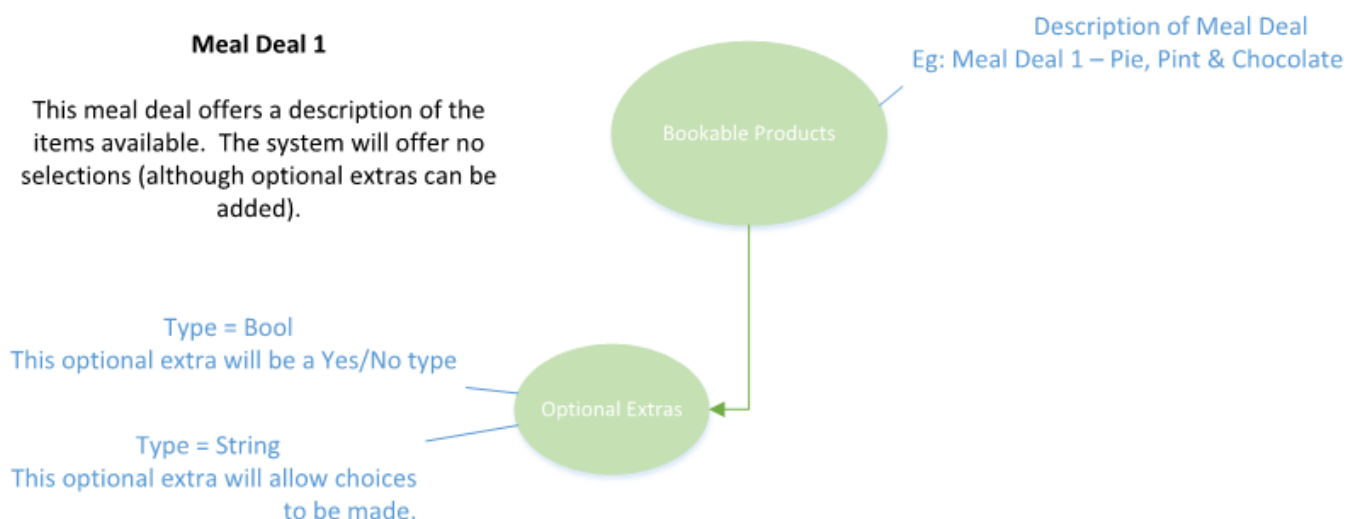 Meal Deal 1
This meal deal offers a description of the
items available.  The system will offer no
selections (although optional extras can be
added).
Description of Meal Deal
Eg: Meal Deal 1 – Pie, Pint & Chocolate
Bookable Products
Type = Bool
This optional extra will be a Yes/No type
Optional Extras
Type = String
This optional extra will allow choices
to be made.